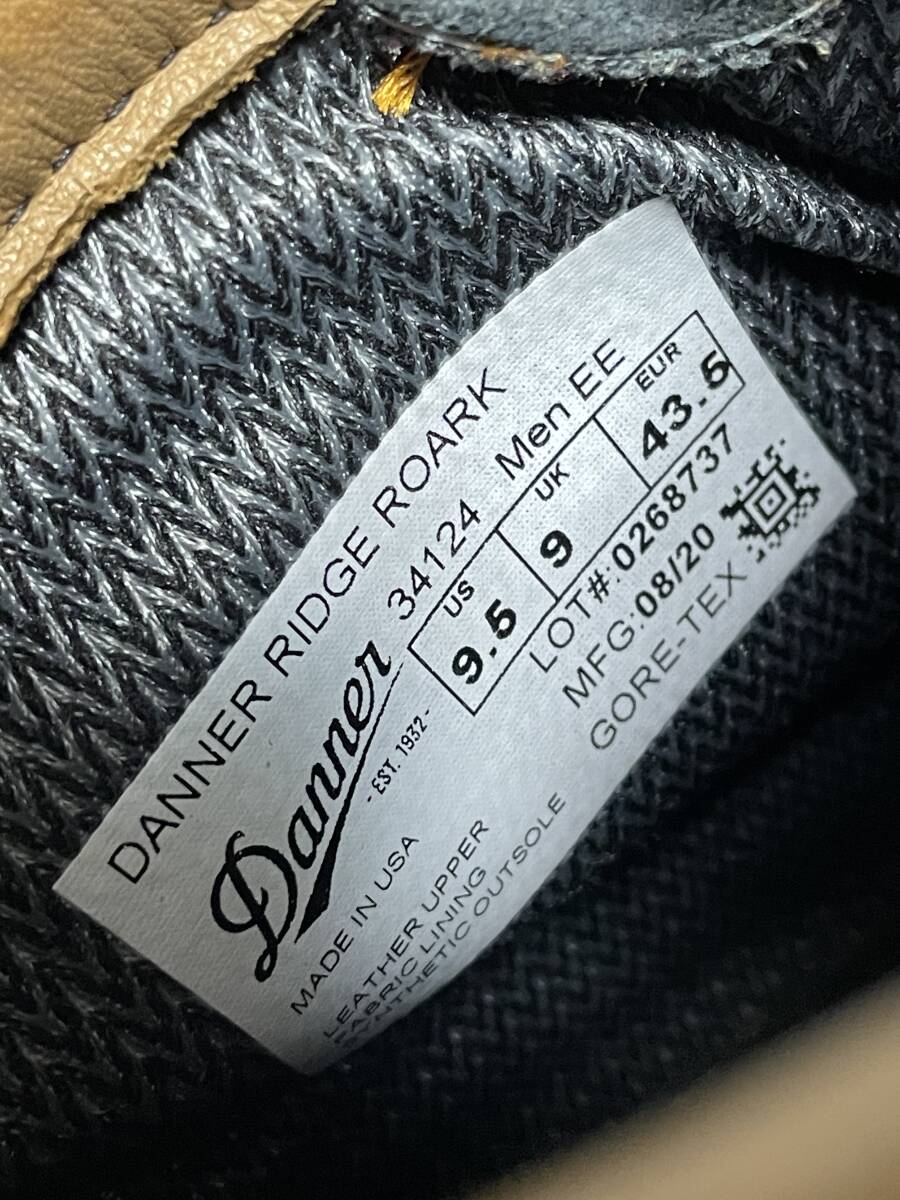 DANNER RIDGE ROARK
34124 Men EE
Danner
- EST. 1932 -
US UK EUR
9.5 9 43.5
LOT#:0268737
MFG:08/20
GORE-TEX
MADE IN USA
LEATHER UPPER
FABRIC LINING
SYNTHETIC OUTSOLE